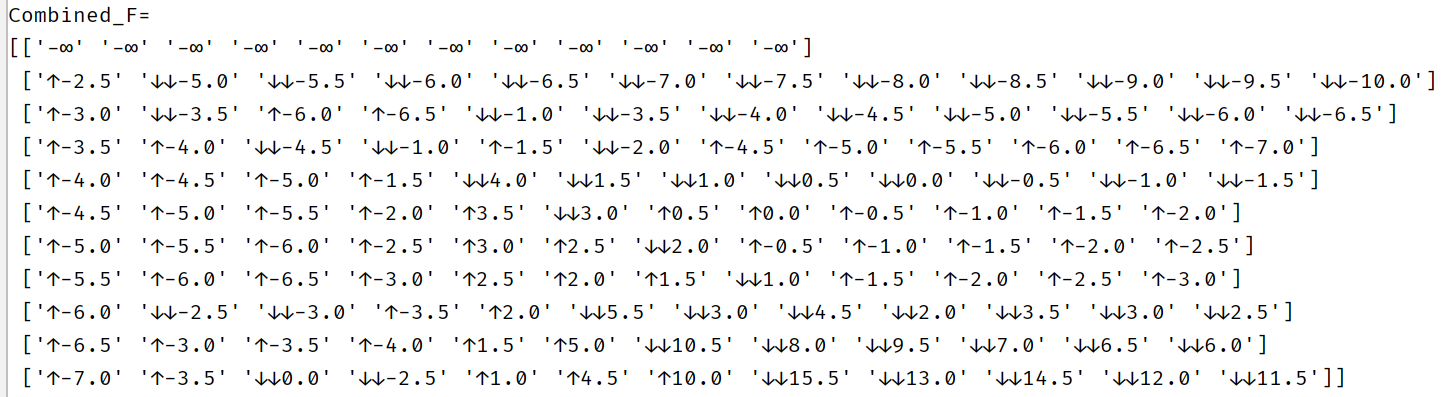 Combined_F=
[['-∞' '-∞' '-∞' '-∞' '-∞' '-∞' '-∞' '-∞' '-∞' '-∞' '-∞' '-∞']
['↑-2.5' '↓↓-5.0' '↓↓-5.5' '↓↓-6.0' '↓↓-6.5' '↓↓-7.0' '↓↓-7.5' '↓↓-8.0' '↓↓-8.5' '↓↓-9.0' '↓↓-9.5' '↓↓-10.0']
['↑-3.0' '↓↓-3.5' '↑-6.0' '↑-6.5' '↓↓-1.0' '↓↓-3.5' '↓↓-4.0' '↓↓-4.5' '↓↓-5.0' '↓↓-5.5' '↓↓-6.0' '↓↓-6.5']
['↑-3.5' '↑-4.0' '↓↓-4.5' '↓↓-1.0' '↑-1.5' '↓↓-2.0' '↑-4.5' '↑-5.0' '↑-5.5' '↑-6.0' '↑-6.5' '↑-7.0']
['↑-4.0' '↑-4.5' '↑-5.0' '↑-1.5' '↓↓4.0' '↓↓1.5' '↓↓1.0' '↓↓0.5' '↓↓0.0' '↓↓-0.5' '↓↓-1.0' '↓↓-1.5']
['↑-4.5' '↑-5.0' '↑-5.5' '↑-2.0' '↑3.5' '↓↓3.0' '↑0.5' '↑0.0' '↑-0.5' '↑-1.0' '↑-1.5' '↑-2.0']
['↑-5.0' '↑-5.5' '↑-6.0' '↑-2.5' '↑3.0' '↑2.5' '↓↓2.0' '↑-0.5' '↑-1.0' '↑-1.5' '↑-2.0' '↑-2.5']
['↑-5.5' '↑-6.0' '↑-6.5' '↑-3.0' '↑2.5' '↑2.0' '↑1.5' '↓↓1.0' '↑-1.5' '↑-2.0' '↑-2.5' '↑-3.0']
['↑-6.0' '↓↓-2.5' '↓↓-3.0' '↑-3.5' '↑2.0' '↓↓5.5' '↓↓3.0' '↓↓4.5' '↓↓2.0' '↓↓3.5' '↓↓3.0' '↓↓2.5']
['↑-6.5' '↑-3.0' '↑-3.5' '↑-4.0' '↑1.5' '↑5.0' '↓↓10.5' '↓↓8.0' '↓↓9.5' '↓↓7.0' '↓↓6.5' '↓↓6.0']
['↑-7.0' '↑-3.5' '↓↓0.0' '↓↓-2.5' '↑1.0' '↑4.5' '↑10.0' '↓↓15.5' '↓↓13.0' '↓↓14.5' '↓↓12.0' '↓↓11.5']]